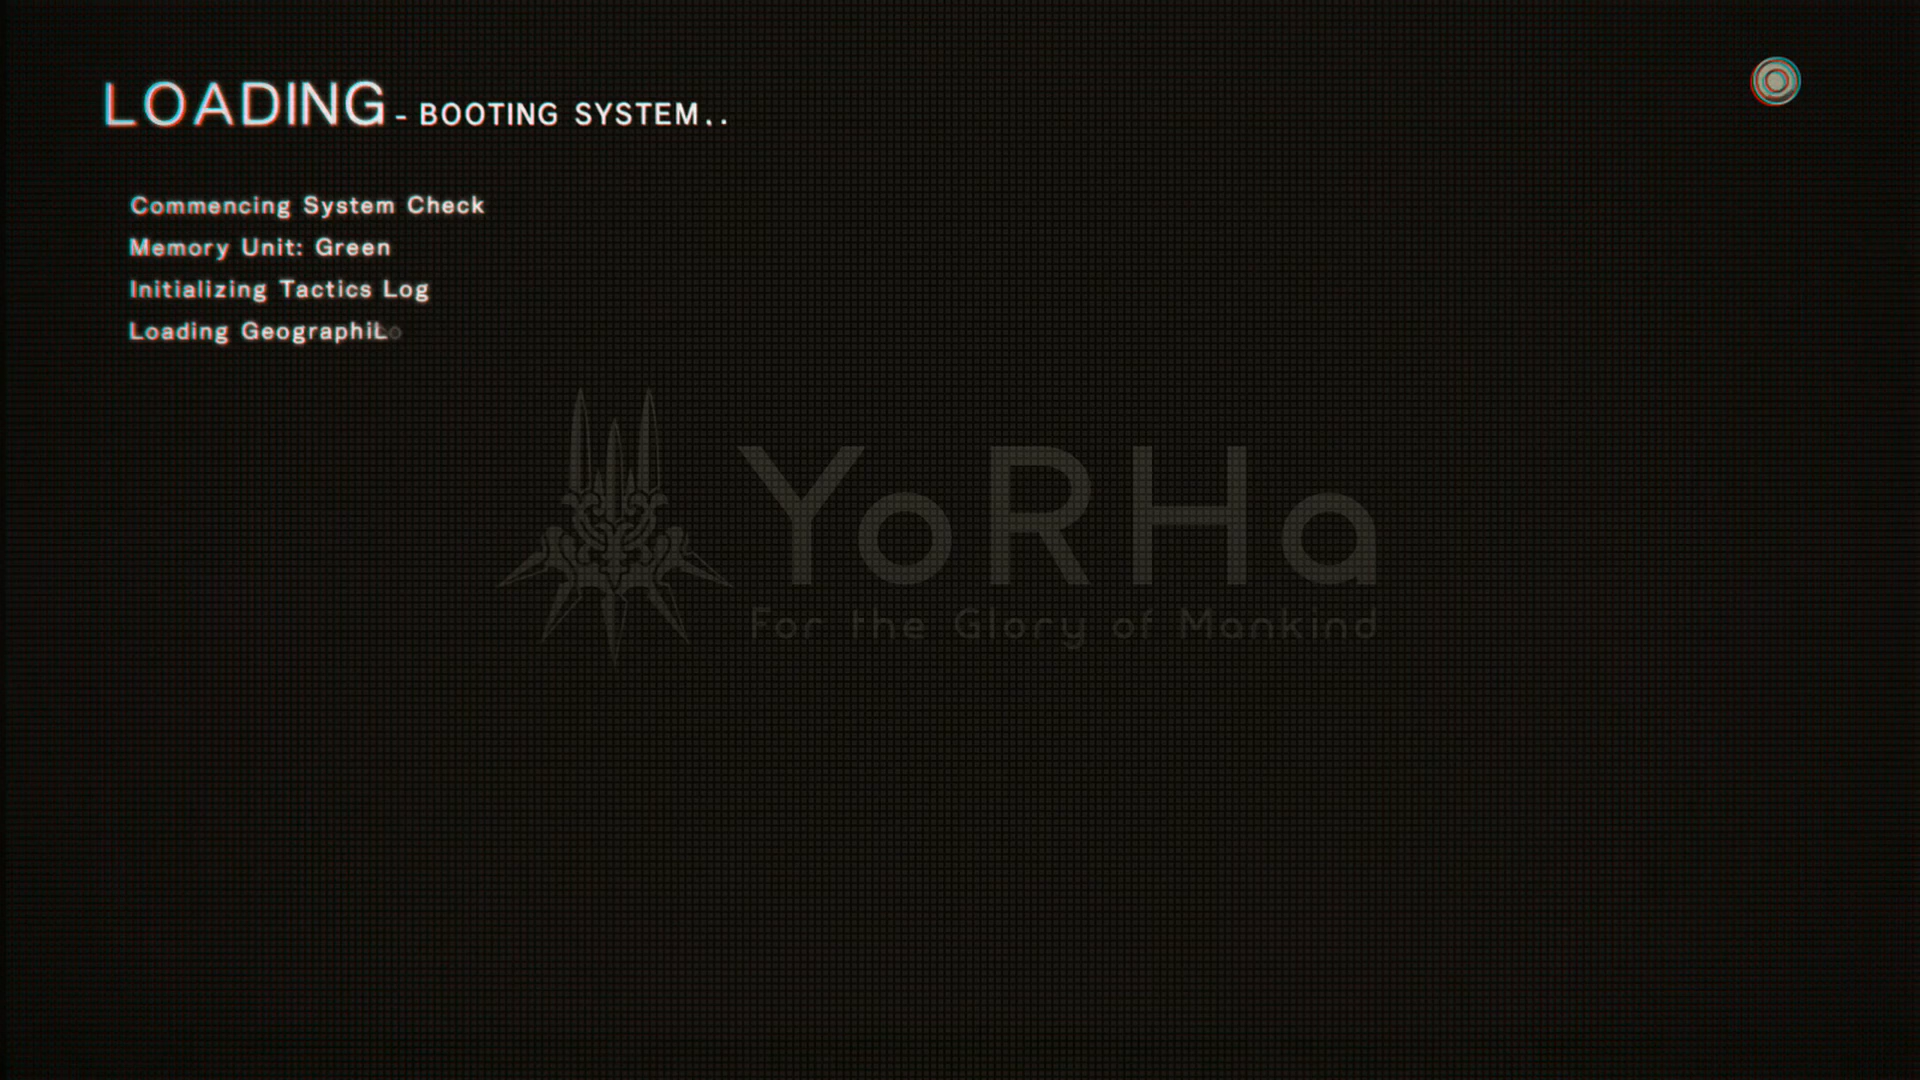 LOADING - BOOTING SYSTEM..
Commencing System Check
Memory Unit: Green
Initializing Tactics Log
Loading GeographiLo
YoRHa
For the Glory of Mankind